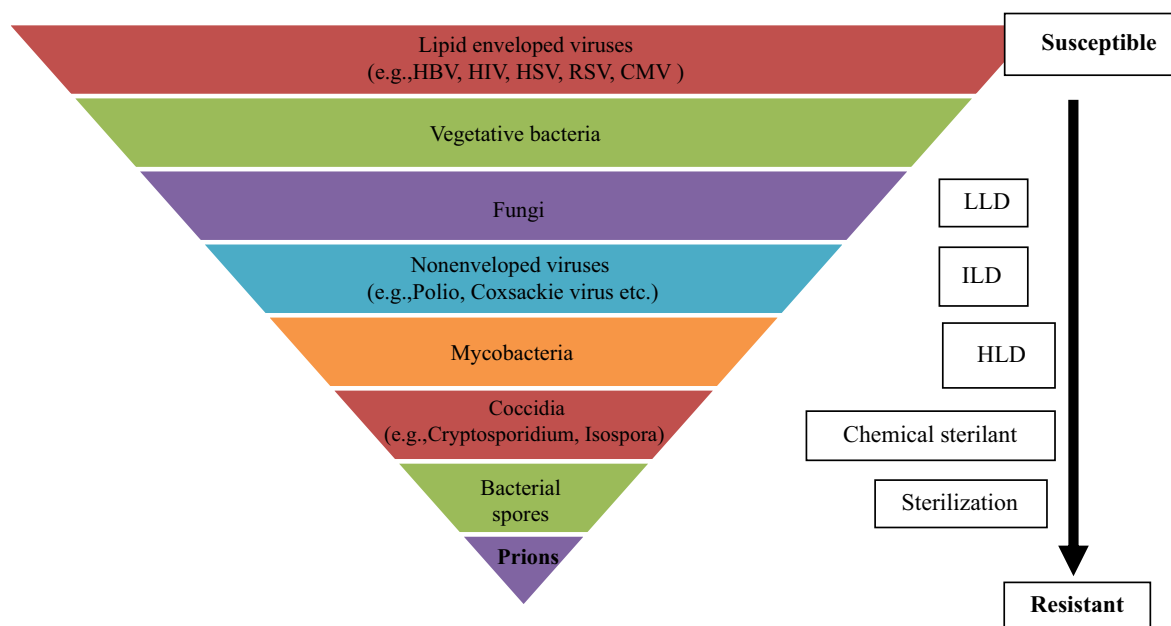 Lipid enveloped viruses
(e.g.,HBV, HIV, HSV, RSV, CMV )
Susceptible
Vegetative bacteria
Fungi
LLD
Nonenveloped viruses
(e.g.,Polio, Coxsackie virus etc.)
ILD
Mycobacteria
HLD
Coccidia
(e.g.,Cryptosporidium, Isospora)
Chemical sterilant
Bacterial
spores
Sterilization
Prions
Resistant